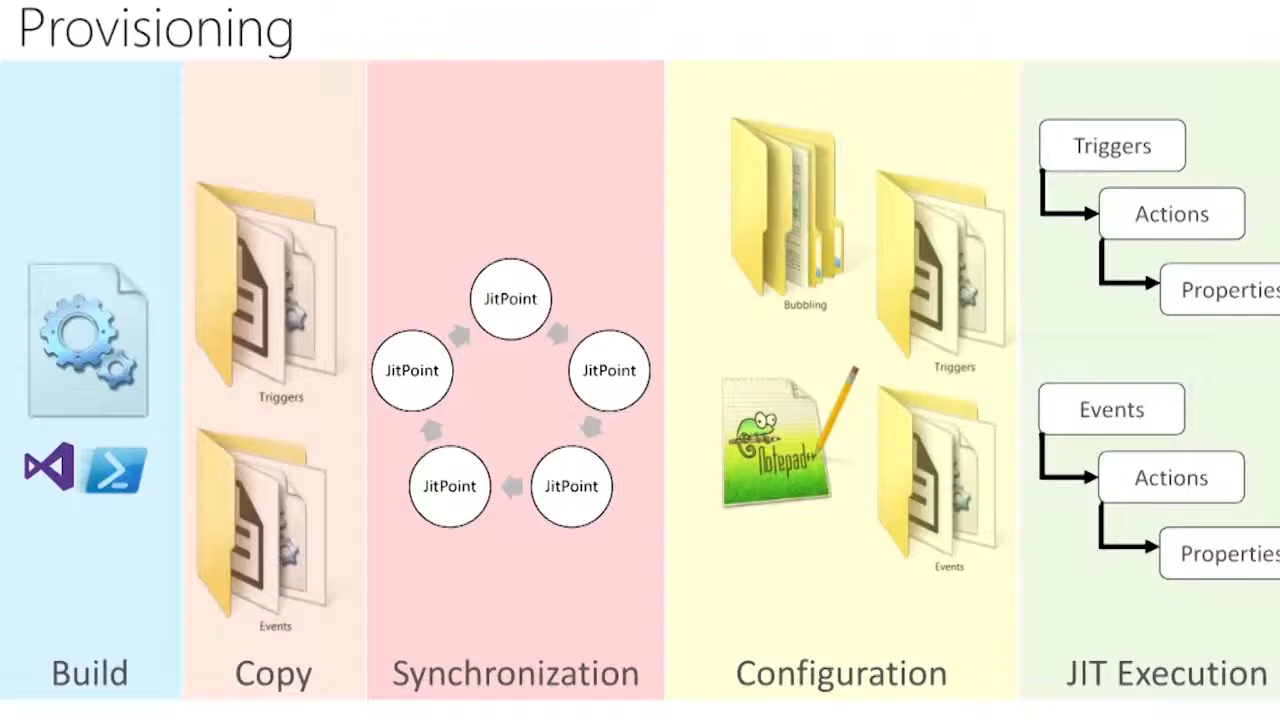 Provisioning
Triggers
Events
Build
Copy
JitPoint
JitPoint
JitPoint
JitPoint
JitPoint
Synchronization
Bubbling
Triggers
Notepad++
Events
Configuration
Triggers
Actions
Properties
Events
Actions
Properties
JIT Execution